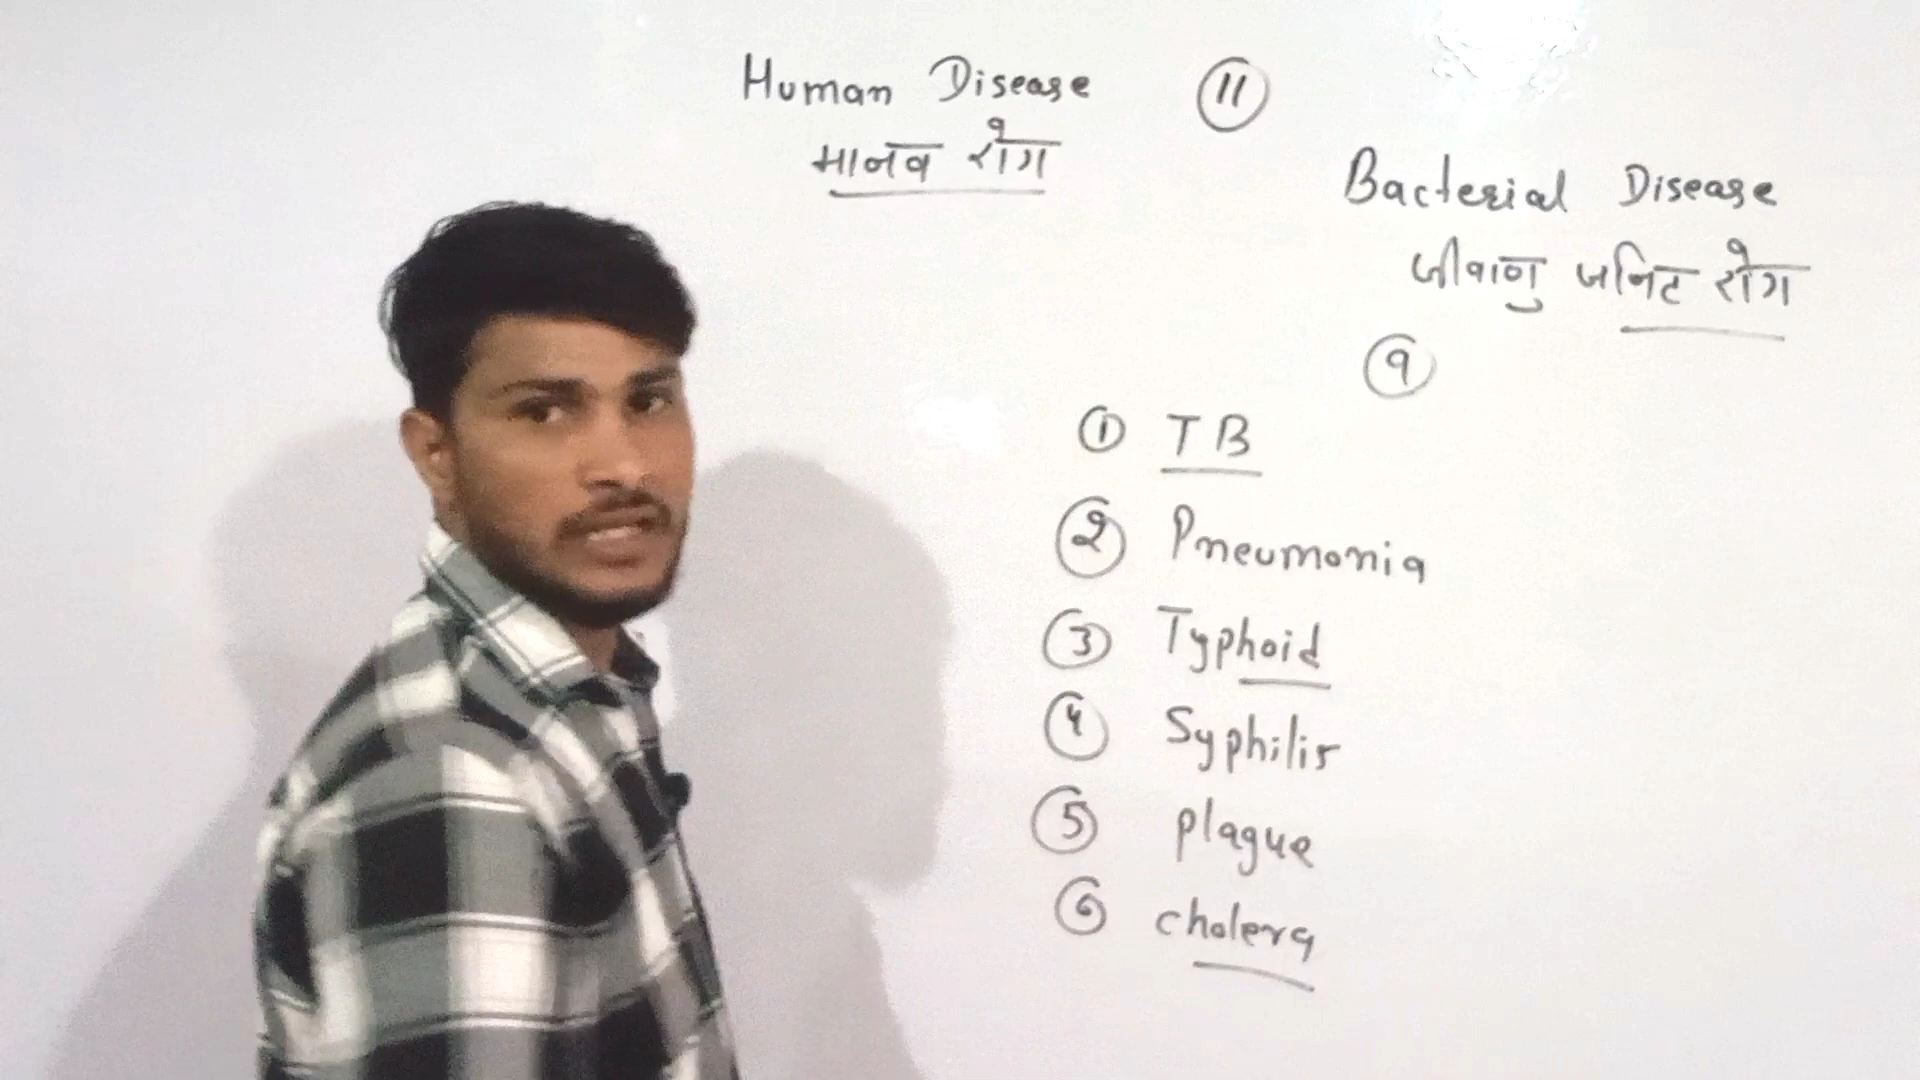 Human Disease (11)
मानव रोग
Bacterial Disease
जीवाणु जनित रोग
(9)
(1) TB
(2) Pneumonia
(3) Typhoid
(4) Syphilis
(5) plague
(6) cholera